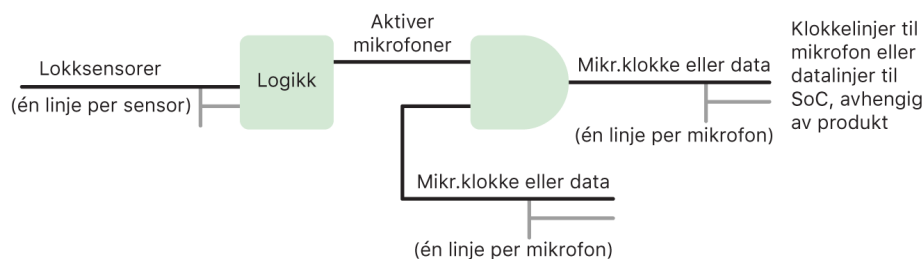 Lokksensorer
(én linje per sensor)
Logikk
Aktiver
mikrofoner
Mikr.klokke eller data
(én linje per mikrofon)
Mikr.klokke eller data
(én linje per mikrofon)
Klokkelinjer til
mikrofon eller
datalinjer til
SoC, avhengig
av produkt